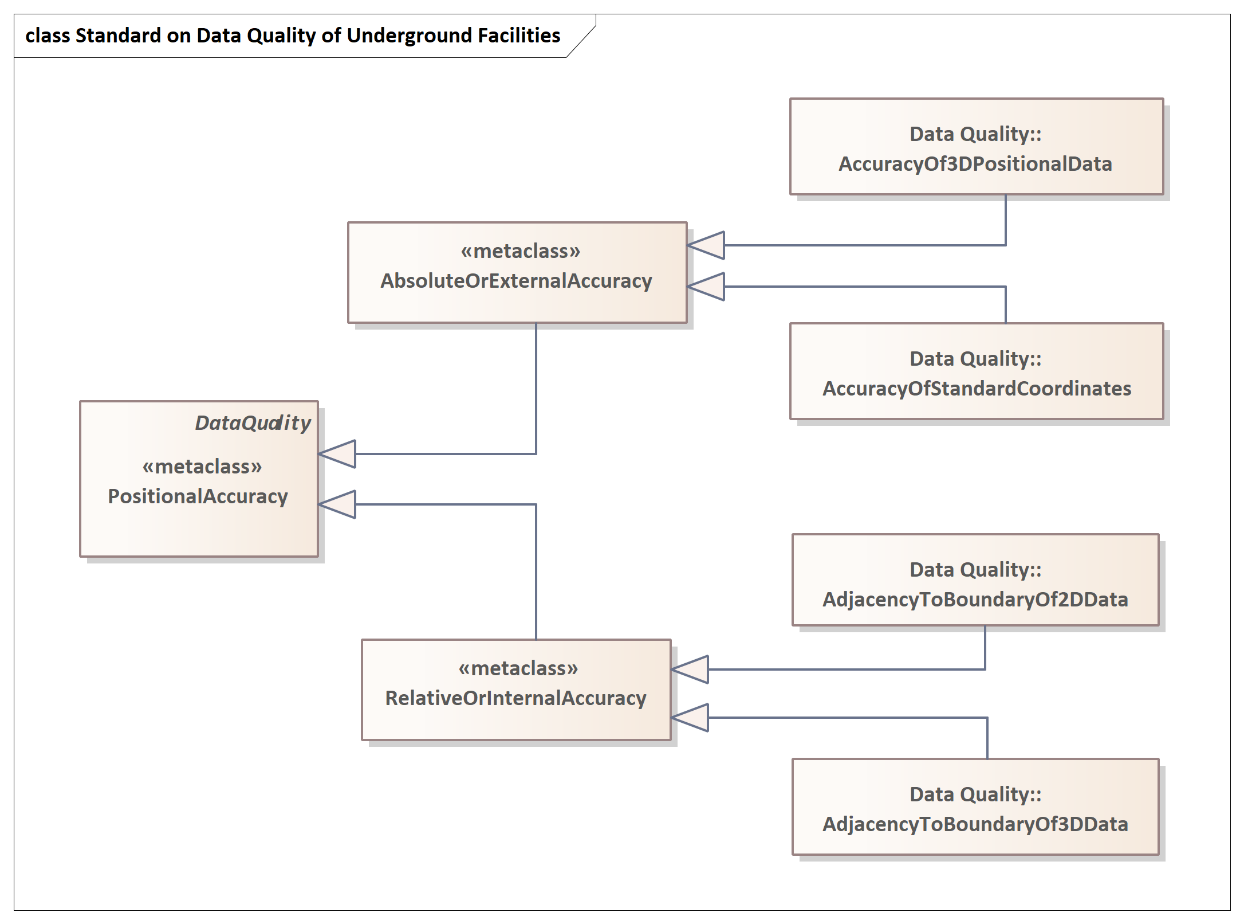 class Standard on Data Quality of Underground Facilities
Data Quality::
AccuracyOf3DPositionalData
«metaclass»
AbsoluteOrExternalAccuracy
Data Quality::
AccuracyOfStandardCoordinates
DataQuality
«metaclass»
PositionalAccuracy
Data Quality::
AdjacencyToBoundaryOf2DData
«metaclass»
RelativeOrInternalAccuracy
Data Quality::
AdjacencyToBoundaryOf3DData